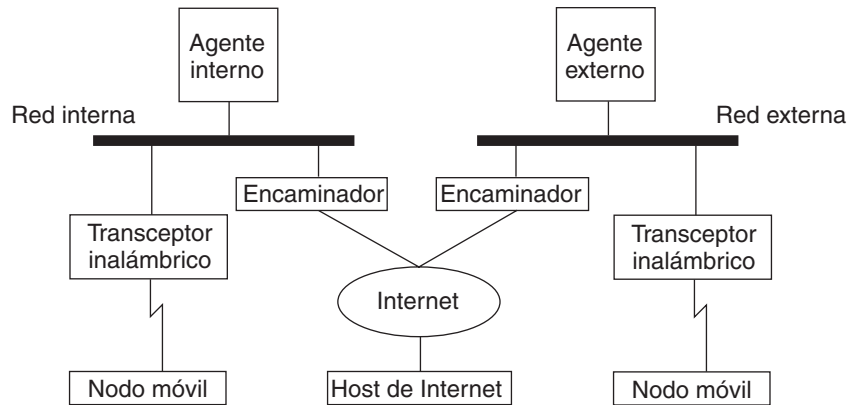 Agente
interno
Agente
externo
Red interna
Red externa
Encaminador
Encaminador
Transceptor
inalámbrico
Transceptor
inalámbrico
Internet
Nodo móvil
Host de Internet
Nodo móvil